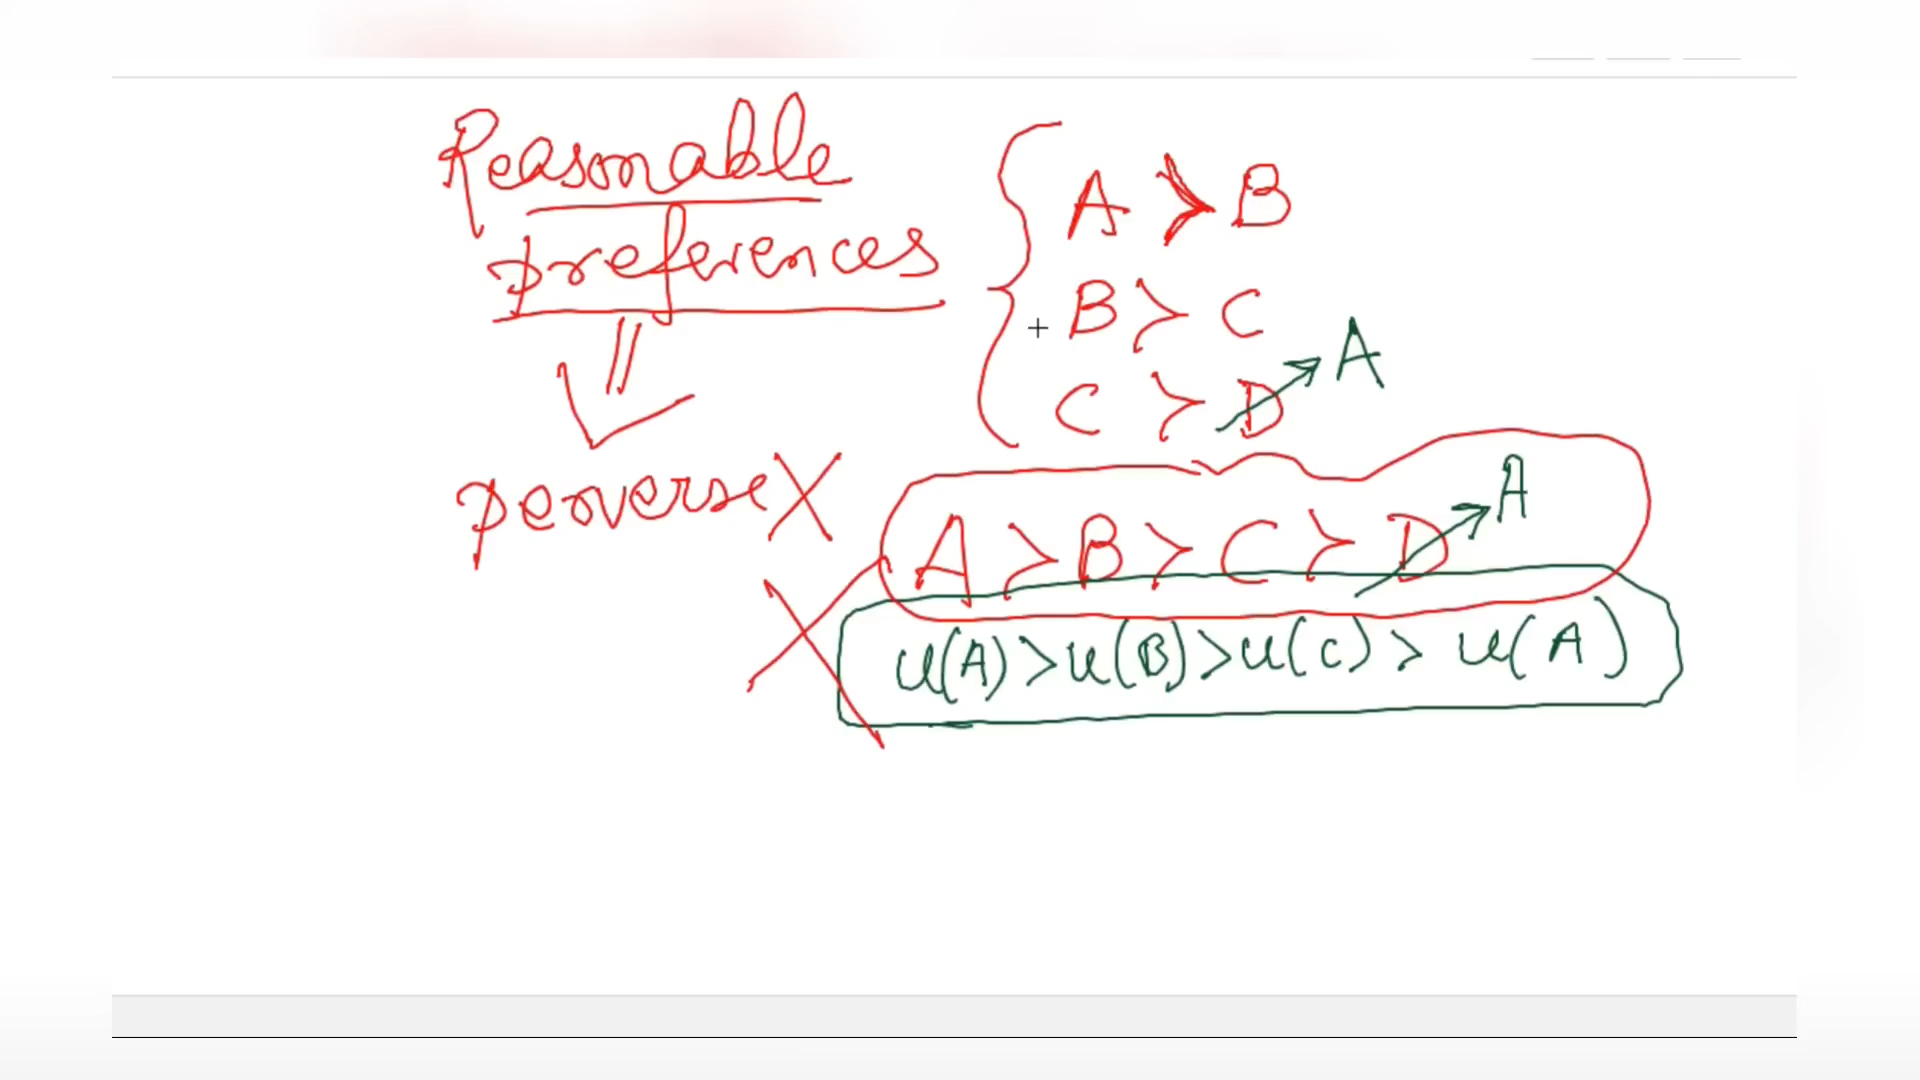 Reasonable
preferences
A ≻ B
B ≻ C
C ≻ D → A
perverse X
A ≻ B ≻ C ≻ D → A
u(A) > u(B) > u(C) > u(A)